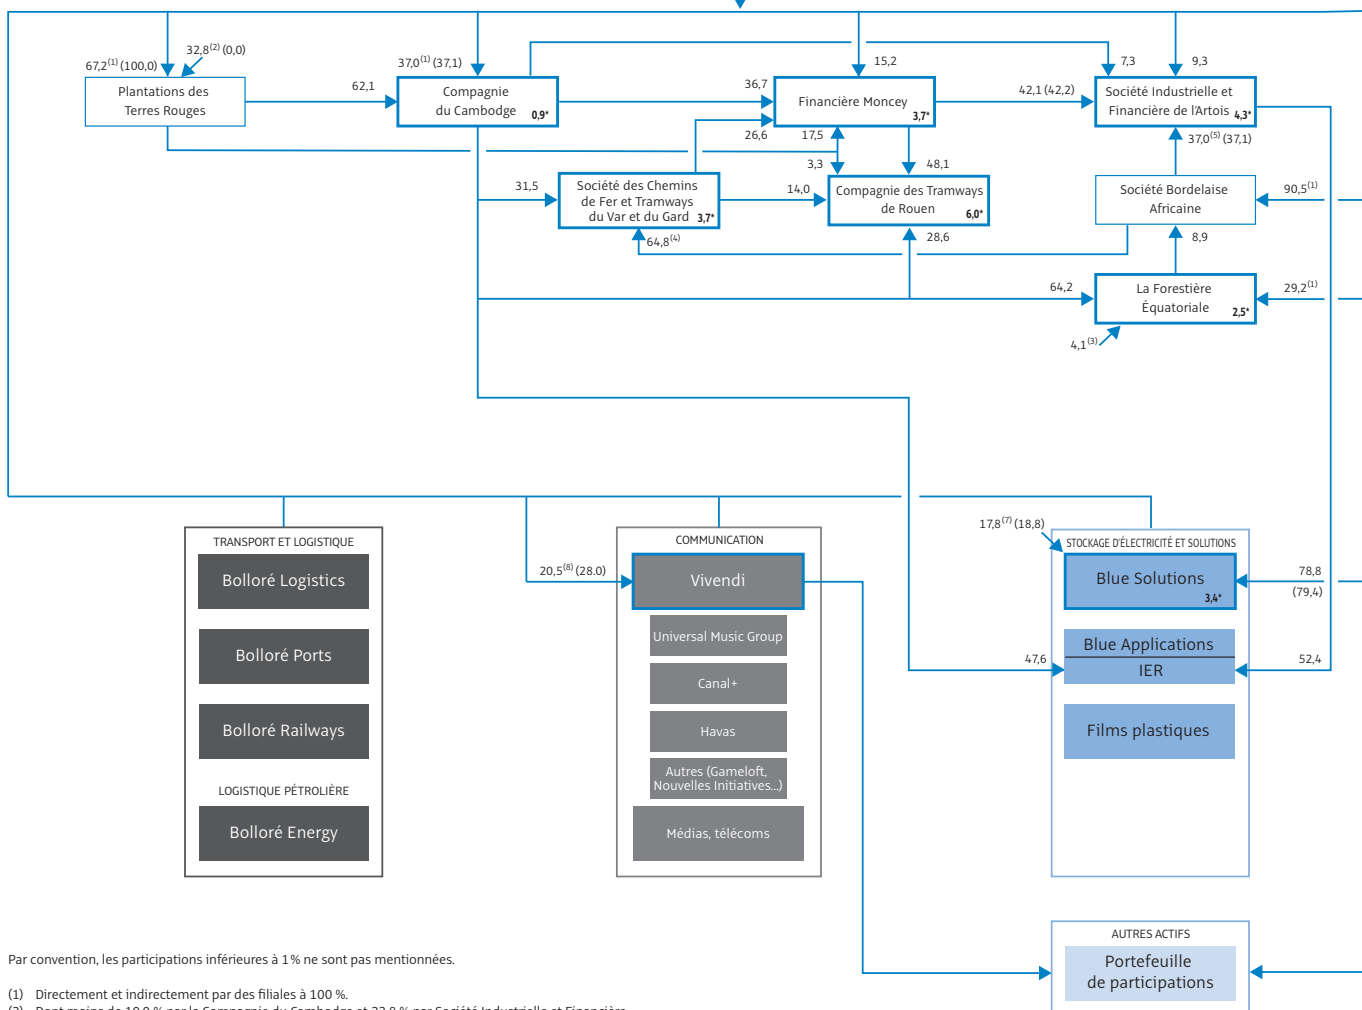 32,8(2) (0,0)
67,2(1) (100,0)
37,0(1) (37,1)
15,2
7,3
9,3
Plantations des
Terres Rouges
62,1
Compagnie
du Cambodge 0,9*
36,7
Financière Moncey
3,7*
42,1 (42,2)
Société Industrielle et
Financière de l'Artois 4,3*
26,6
17,5
37,0(5) (37,1)
3,3
48,1
31,5
Société des Chemins
de Fer et Tramways
du Var et du Gard 3,7*
14,0
Compagnie des Tramways
de Rouen 6,0*
Société Bordelaise
Africaine
90,5(1)
64,8(4)
28,6
8,9
64,2
La Forestière
Équatoriale 2,5*
29,2(1)
4,1(3)
17,8(7) (18,8)
TRANSPORT ET LOGISTIQUE
Bolloré Logistics
Bolloré Ports
Bolloré Railways
LOGISTIQUE PÉTROLIÈRE
Bolloré Energy
20,5(8) (28.0)
COMMUNICATION
Vivendi
Universal Music Group
Canal+
Havas
Autres (Gameloft,
Nouvelles Initiatives...)
Médias, télécoms
STOCKAGE D'ÉLECTRICITÉ ET SOLUTIONS
Blue Solutions
3,4*
78,8
(79,4)
47,6
Blue Applications
IER
52,4
Films plastiques
AUTRES ACTIFS
Portefeuille
de participations
Par convention, les participations inférieures à 1 % ne sont pas mentionnées.
(1) Directement et indirectement par des filiales à 100 %.